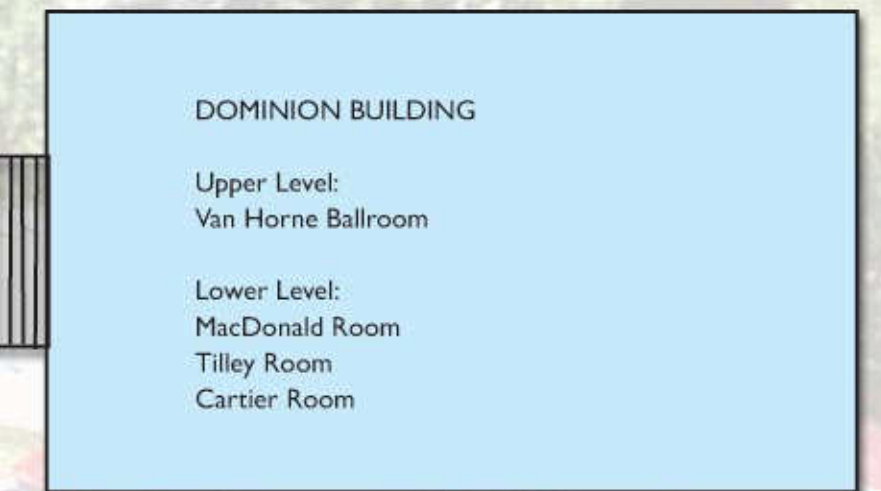 DOMINION BUILDING
Upper Level:
Van Horne Ballroom
Lower Level:
MacDonald Room
Tilley Room
Cartier Room